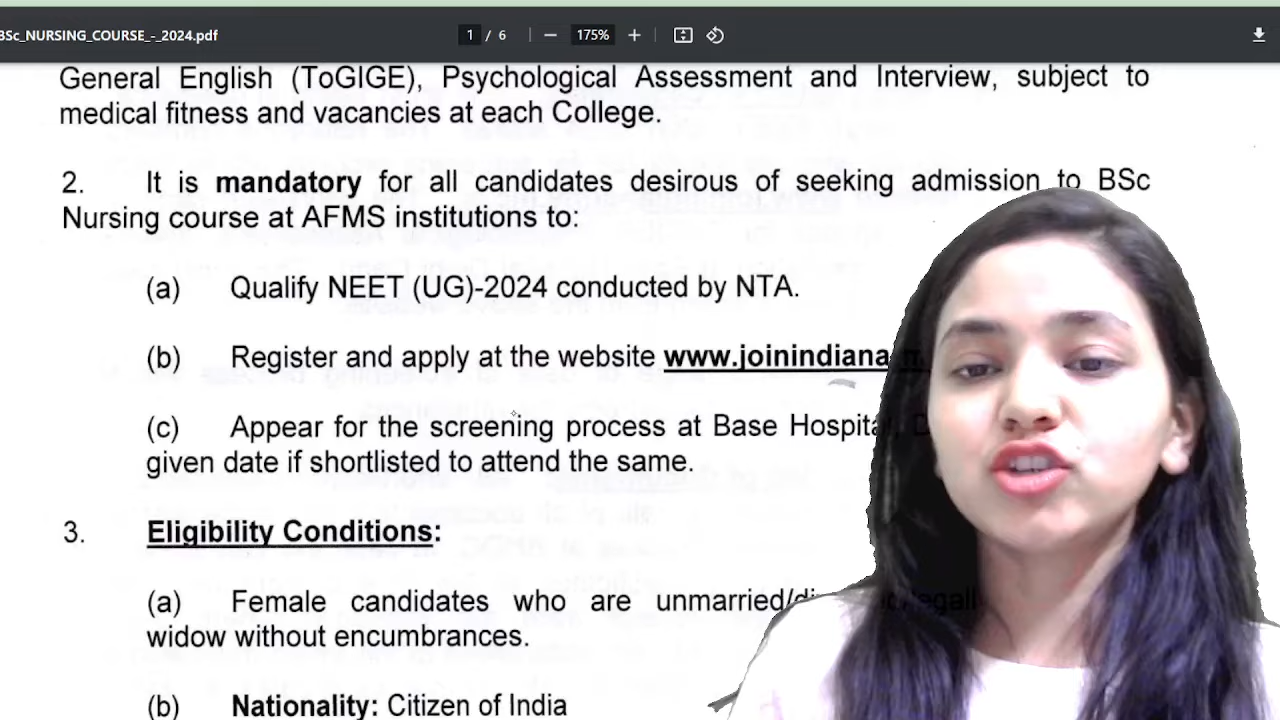 BSc_NURSING_COURSE_-_2024.pdf
1 / 6
175%
General English (ToGIGE), Psychological Assessment and Interview, subject to
medical fitness and vacancies at each College.
2. It is mandatory for all candidates desirous of seeking admission to BSc
Nursing course at AFMS institutions to:
(a) Qualify NEET (UG)-2024 conducted by NTA.
(b) Register and apply at the website www.joinindiana
(c) Appear for the screening process at Base Hospital,
given date if shortlisted to attend the same.
3. Eligibility Conditions:
(a) Female candidates who are unmarried/
widow without encumbrances.
(b) Nationality: Citizen of India